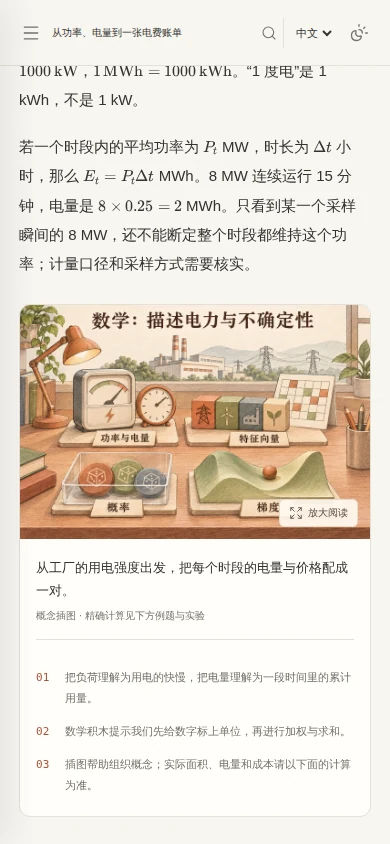 从功率、电量到一张电费账单
中文
1000 kW，1 MWh = 1000 kWh。“1 度电”是 1
kWh，不是 1 kW。
若一个时段内的平均功率为 Pₜ MW，时长为 Δt 小
时，那么 Eₜ = PₜΔt MWh。8 MW 连续运行 15 分
钟，电量是 8 × 0.25 = 2 MWh。只看到某一个采样
瞬间的 8 MW，还不能断定整个时段都维持这个功
率；计量口径和采样方式需要核实。
数学：描述电力与不确定性
功率与电量
特征向量
概率
梯度
放大阅读
从工厂的用电强度出发，把每个时段的电量与价格配成
一对。
概念插图 · 精确计算见下方例题与实验
01 把负荷理解为用电的快慢，把电量理解为一段时间里的累计
用量。
02 数学积木提示我们先给数字标上单位，再进行加权与求和。
03 插图帮助组织概念；实际面积、电量和成本请以下面的计算
为准。